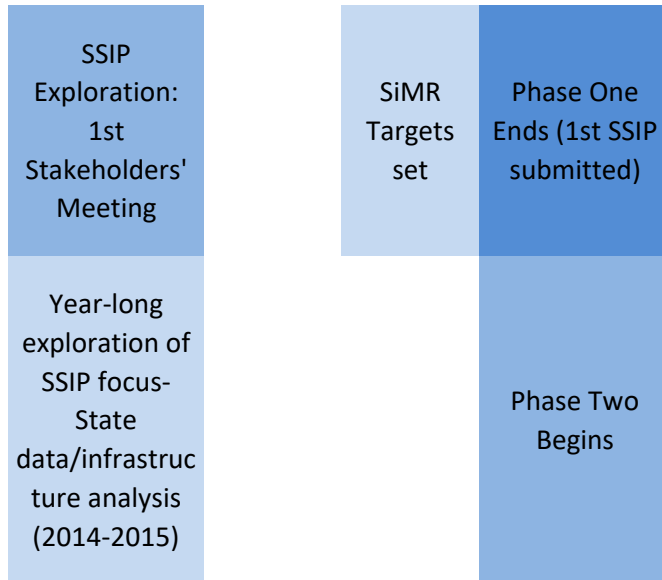 SSIP
Exploration:
1st
Stakeholders'
Meeting
SiMR
Targets
set
Phase One
Ends (1st SSIP
submitted)
Year-long
exploration of
SSIP focus-
State
data/infrastruc
ture analysis
(2014-2015)
Phase Two
Begins